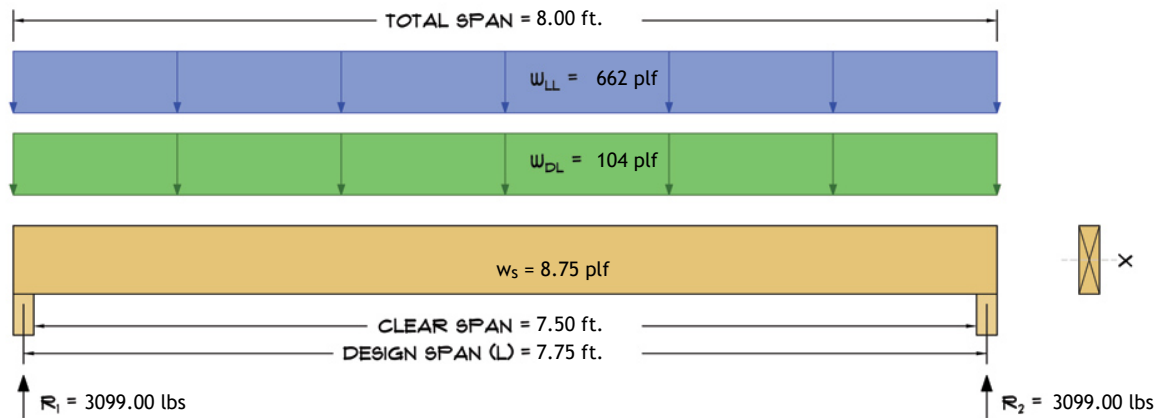 TOTAL SPAN = 8.00 ft.
wLL = 662 plf
wDL = 104 plf
ws = 8.75 plf
X
CLEAR SPAN = 7.50 ft.
DESIGN SPAN (L) = 7.75 ft.
R1 = 3099.00 lbs
R2 = 3099.00 lbs